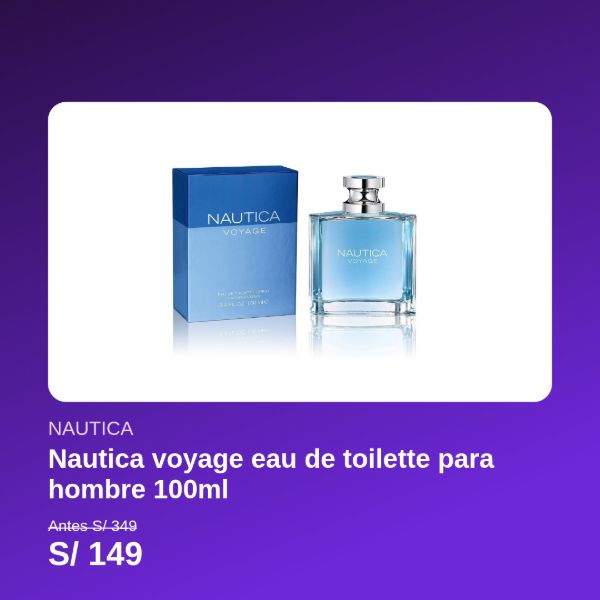 NAUTICA
VOYAGE
NAUTICA
VOYAGE
NAUTICA
Nautica voyage eau de toilette para
hombre 100ml
Antes S/ 349
S/ 149